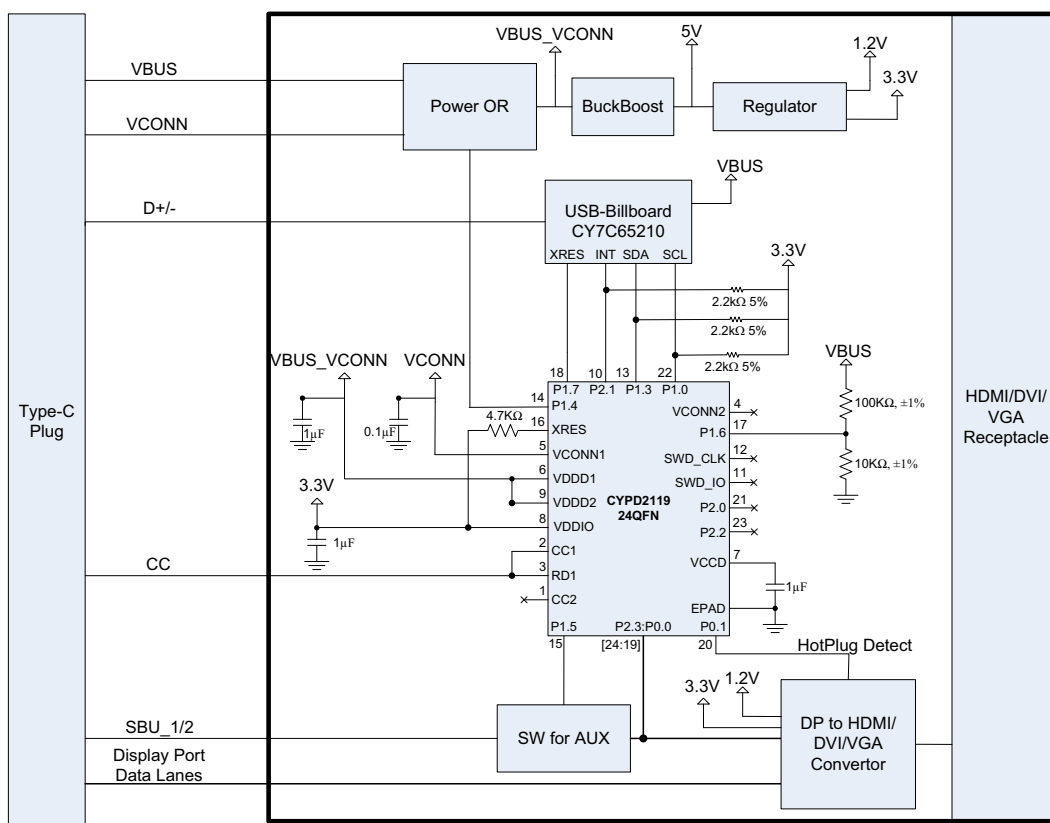 VBUS_VCONN
5V
1.2V
3.3V
VBUS
VCONN
Power OR
BuckBoost
Regulator
VBUS
D+/-
USB-Billboard
CY7C65210
XRES INT SDA SCL
3.3V
2.2kΩ 5%
2.2kΩ 5%
2.2kΩ 5%
VBUS_VCONN
VCONN
VBUS
18 10 13 22
P1.7 P2.1 P1.3 P1.0
Type-C
Plug
HDMI/DVI/
VGA
Receptacle
1µF
0.1µF
4.7KΩ
100KΩ, ±1%
10KΩ, ±1%
14 P1.4
16 XRES
5 VCONN1
6 VDDD1
9 VDDD2
8 VDDIO
2 CC1
3 RD1
1 CC2
3.3V
1µF
CC
CYPD2119
24QFN
VCONN2 4
P1.6 17
SWD_CLK 12
SWD_IO 11
P2.0 21
P2.2 23
VCCD 7
1µF
EPAD
P1.5 P2.3:P0.0 P0.1
15 [24:19] 20
HotPlug Detect
3.3V
1.2V
SBU_1/2
SW for AUX
DP to HDMI/
DVI/VGA
Convertor
Display Port
Data Lanes